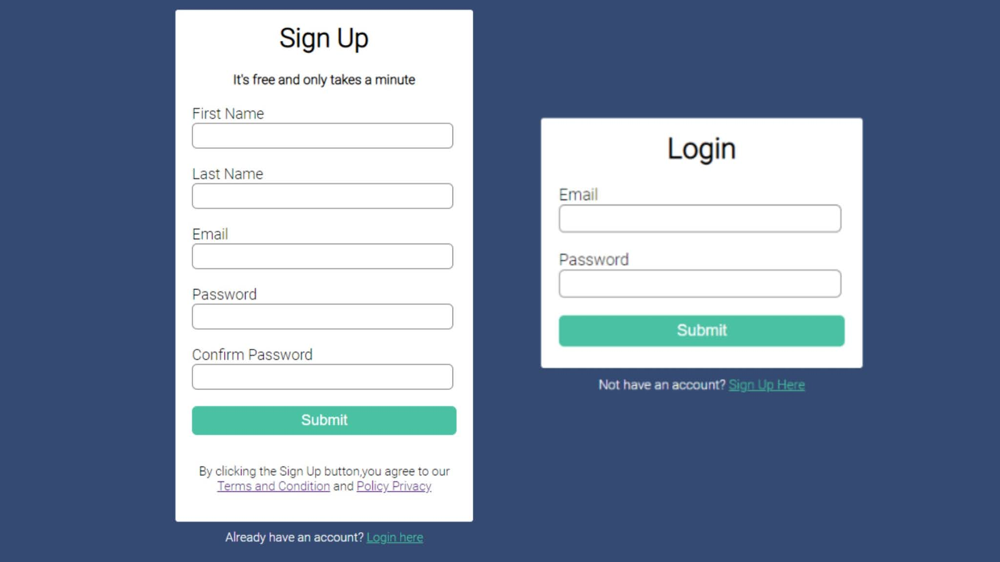 Sign Up
It's free and only takes a minute
First Name
Last Name
Email
Password
Confirm Password
Submit
By clicking the Sign Up button,you agree to our
Terms and Condition and Policy Privacy
Already have an account? Login here
Login
Email
Password
Submit
Not have an account? Sign Up Here